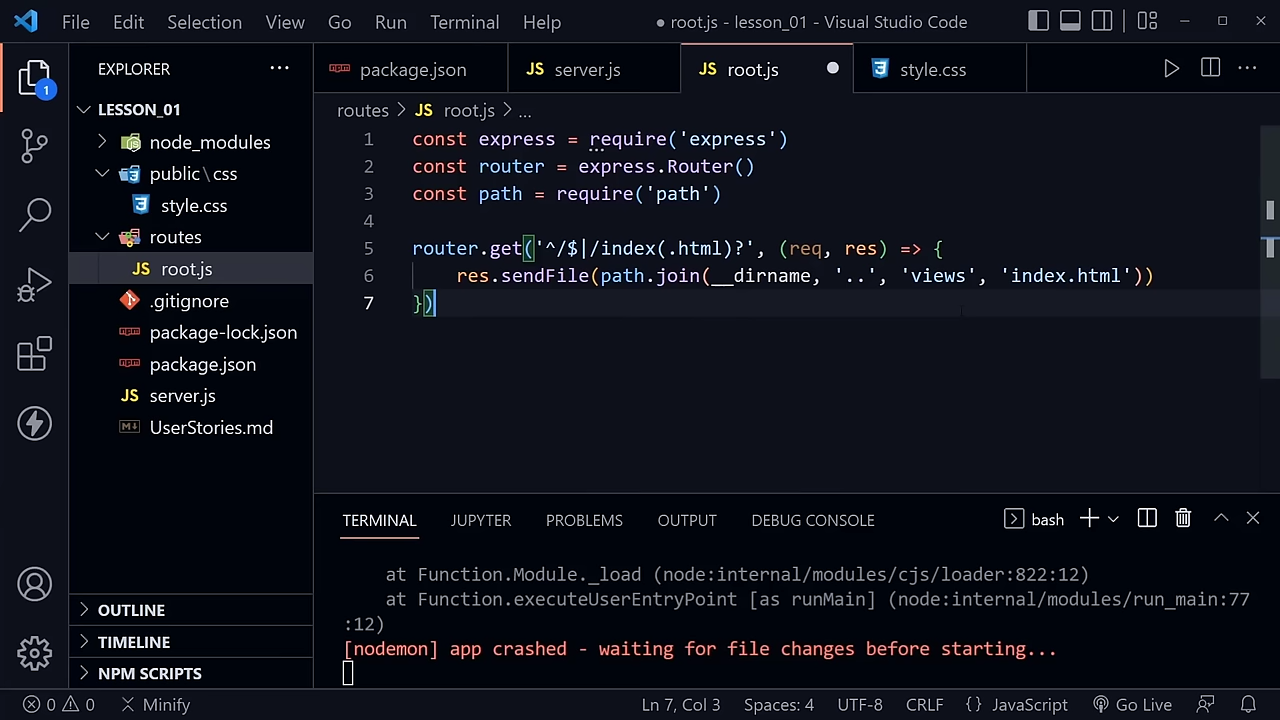 File Edit Selection View Go Run Terminal Help ● root.js - lesson_01 - Visual Studio Code
EXPLORER ...
1
LESSON_01
node_modules
public\css
style.css
routes
root.js
.gitignore
package-lock.json
package.json
server.js
UserStories.md
OUTLINE
TIMELINE
NPM SCRIPTS
package.json JS server.js JS root.js style.css
routes > JS root.js > ...
1 const express = require('express')
2 const router = express.Router()
3 const path = require('path')
4
5 router.get('^/$|/index(.html)?', (req, res) => {
6 res.sendFile(path.join(__dirname, '..', 'views', 'index.html'))
7 })
TERMINAL JUPYTER PROBLEMS OUTPUT DEBUG CONSOLE bash
at Function.Module._load (node:internal/modules/cjs/loader:822:12)
at Function.executeUserEntryPoint [as runMain] (node:internal/modules/run_main:77
:12)
[nodemon] app crashed - waiting for file changes before starting...
0 0 Minify Ln 7, Col 3 Spaces: 4 UTF-8 CRLF {} JavaScript Go Live